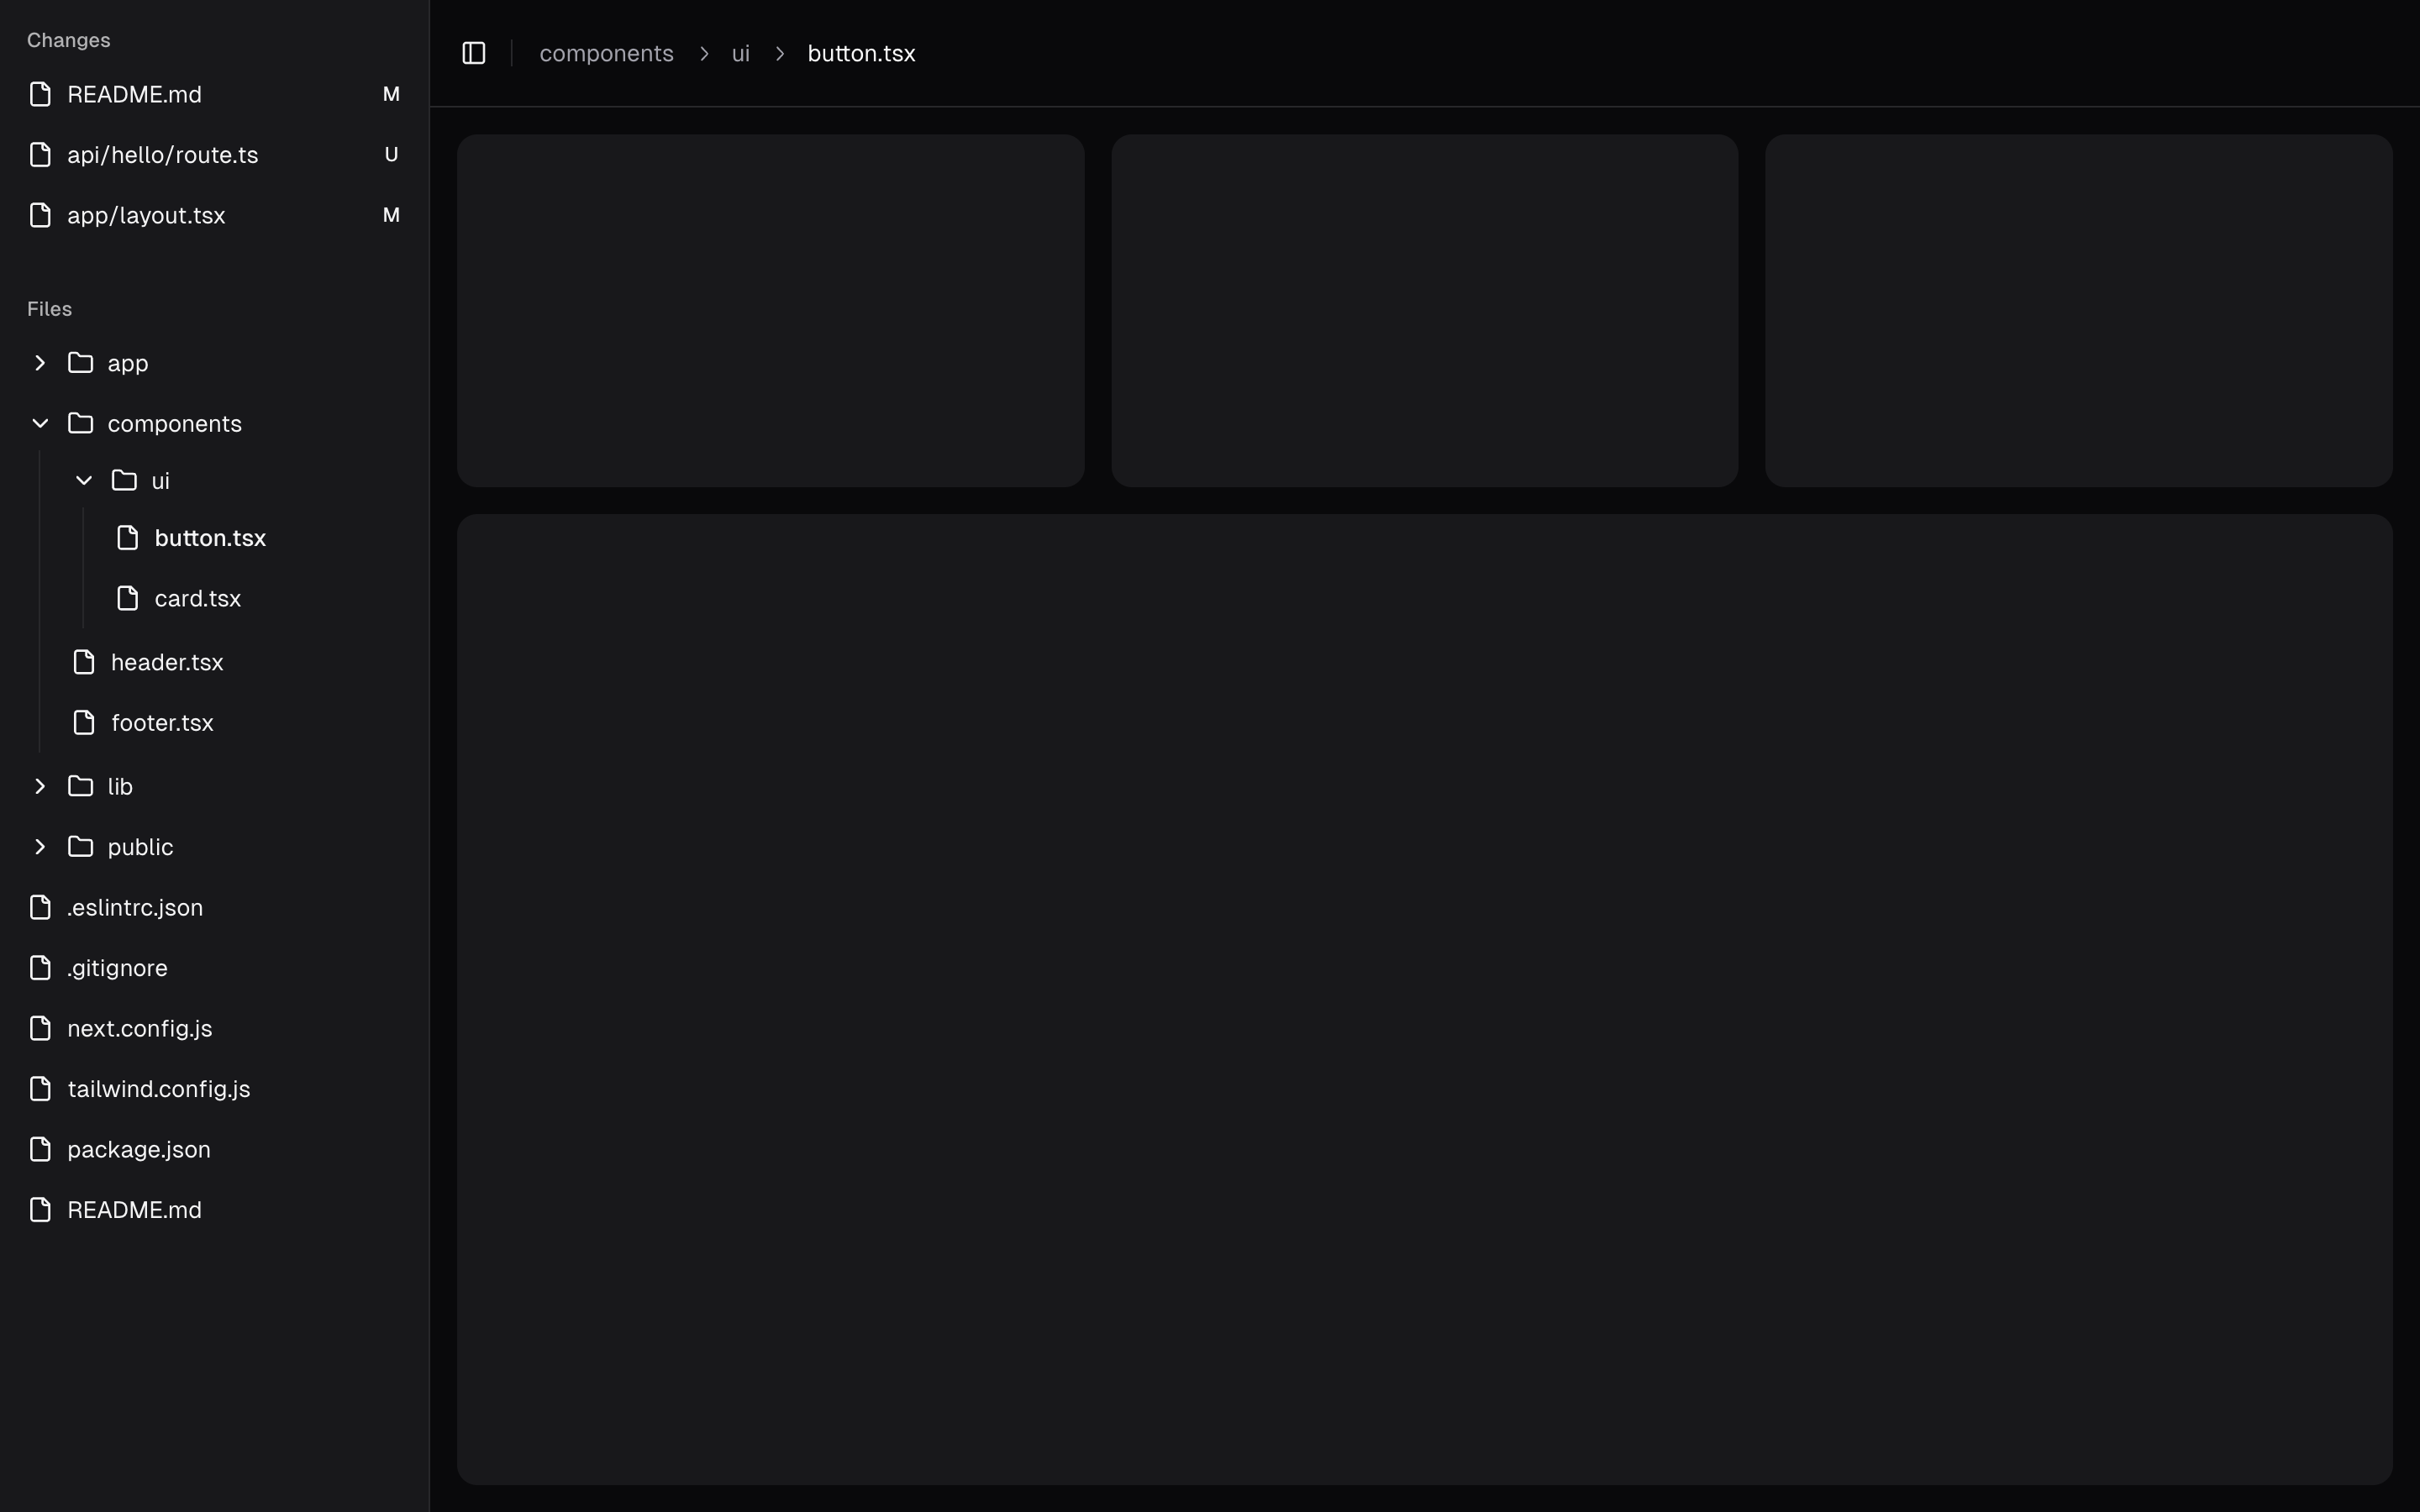 Changes
README.md M
api/hello/route.ts U
app/layout.tsx M
Files
app
components
ui
button.tsx
card.tsx
header.tsx
footer.tsx
lib
public
.eslintrc.json
.gitignore
next.config.js
tailwind.config.js
package.json
README.md
components ui button.tsx